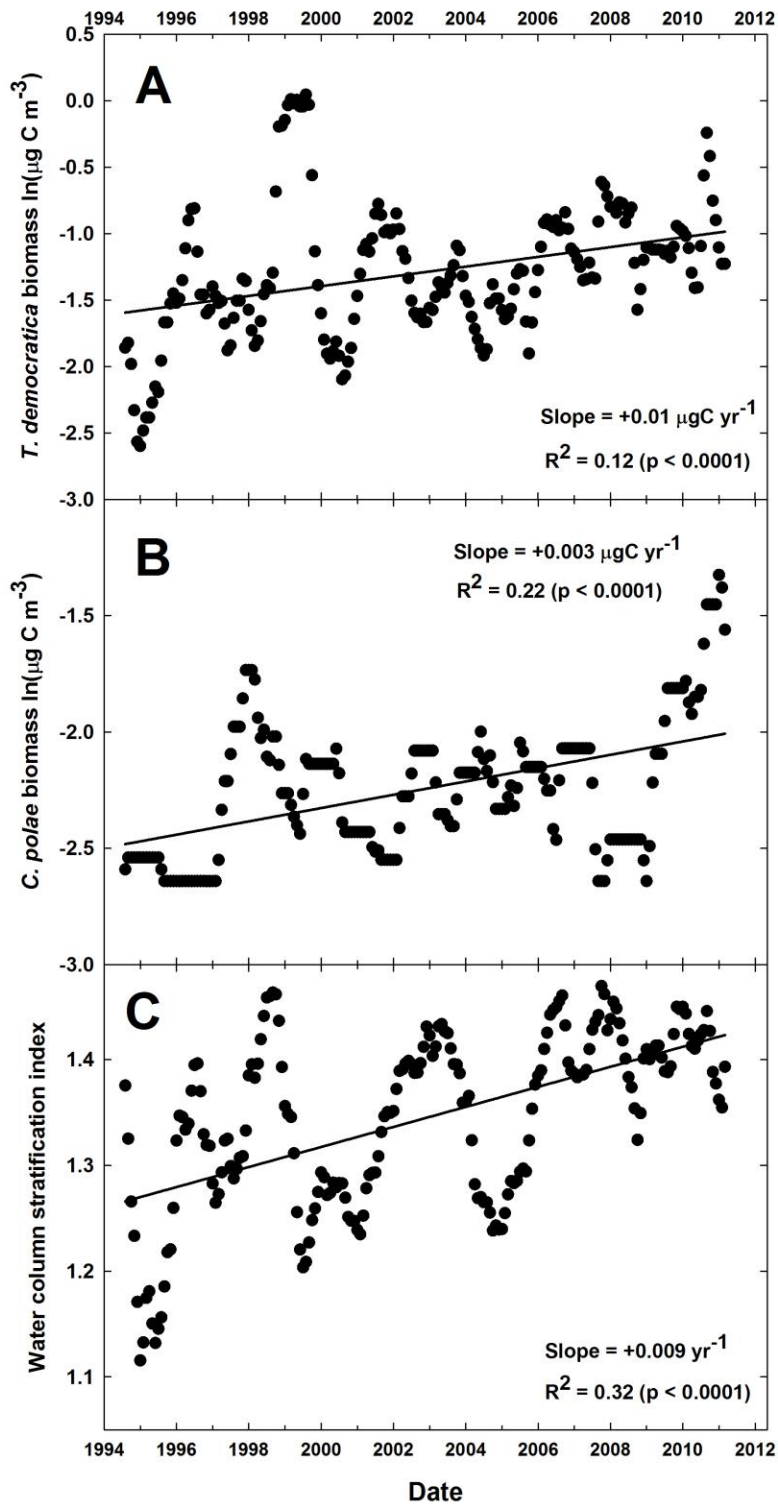 1994 1996 1998 2000 2002 2004 2006 2008 2010 2012
0.5
A
0.0
-0.5
-1.0
-1.5
-2.0
-2.5
-3.0
T. democratica biomass ln(µg C m-3)
Slope = +0.01 µgC yr-1
R2 = 0.12 (p < 0.0001)
B
Slope = +0.003 µgC yr-1
R2 = 0.22 (p < 0.0001)
-1.5
-2.0
-2.5
-3.0
C. polae biomass ln(µg C m-3)
C
1.4
1.3
1.2
1.1
Water column stratification index
Slope = +0.009 yr-1
R2 = 0.32 (p < 0.0001)
1994 1996 1998 2000 2002 2004 2006 2008 2010 2012
Date